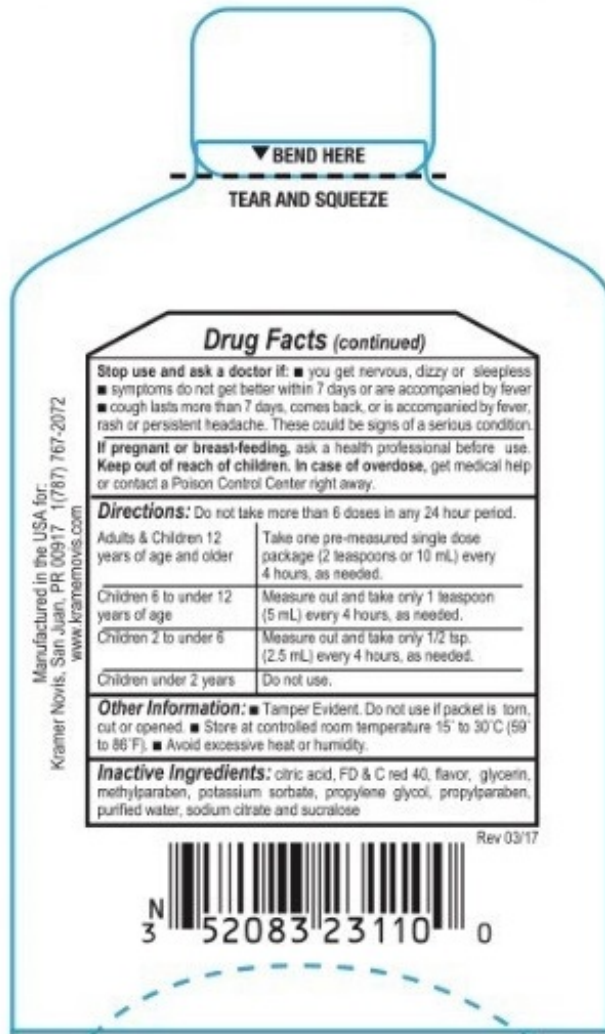 ▼ BEND HERE
TEAR AND SQUEEZE
Manufactured in the USA for:
Kramer Novis, San Juan, PR 00917 1(787) 767-2072
www.kramernovis.com
Drug Facts (continued)
Stop use and ask a doctor if: ■ you get nervous, dizzy or sleepless
■ symptoms do not get better within 7 days or are accompanied by fever
■ cough lasts more than 7 days, comes back, or is accompanied by fever,
rash or persistent headache. These could be signs of a serious condition.
If pregnant or breast-feeding, ask a health professional before use.
Keep out of reach of children. In case of overdose, get medical help
or contact a Poison Control Center right away.
Directions: Do not take more than 6 doses in any 24 hour period.
Adults & Children 12
years of age and older
Take one pre-measured single dose
package (2 teaspoons or 10 mL) every
4 hours, as needed.
Children 6 to under 12
years of age
Measure out and take only 1 teaspoon
(5 mL) every 4 hours, as needed.
Children 2 to under 6
Measure out and take only 1/2 tsp.
(2.5 mL) every 4 hours, as needed.
Children under 2 years
Do not use.
Other Information: ■ Tamper Evident. Do not use if packet is torn,
cut or opened. ■ Store at controlled room temperature 15° to 30°C (59°
to 86°F). ■ Avoid excessive heat or humidity.
Inactive Ingredients: citric acid, FD & C red 40, flavor, glycerin,
methylparaben, potassium sorbate, propylene glycol, propylparaben,
purified water, sodium citrate and sucralose
Rev 03/17
N
3 52083 23110 0